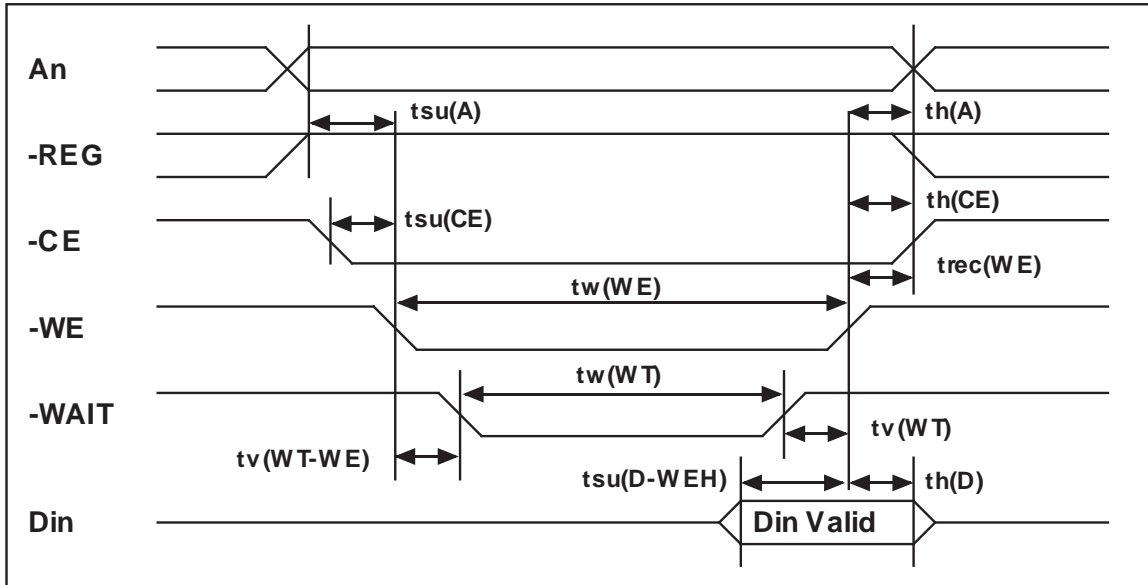 An
tsu(A)
th(A)
-REG
tsu(CE)
th(CE)
-CE
trec(WE)
tw(WE)
-WE
tw(WT)
-WAIT
tv(WT-WE)
tv(WT)
tsu(D-WEH)
th(D)
Din
Din Valid